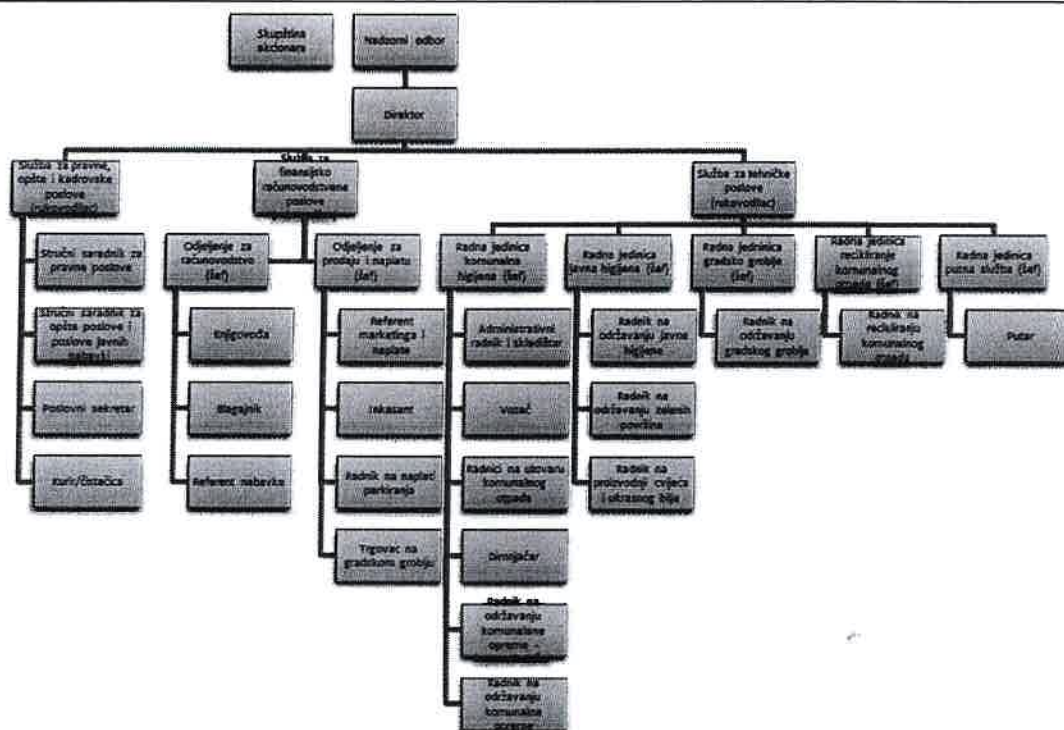 Skupština
akcionara
Nadzorni odbor
Direktor
Služba za pravne,
opšte i kadrovske
poslove
(rukovodilac)
Služba za
finansijsko
računovodstvene
poslove
Služba za tehničke
poslove
(rukovodilac)
Stručni saradnik za
pravne poslove
Stručni saradnik za
opšte poslove i
poslove javnih
nabavki
Poslovni sekretar
Kurir/čistačica
Odjeljenje za
računovodstvo (šef)
Knjigovođa
Blagajnik
Referent nabavke
Odjeljenje za
prodaju i naplatu
(šef)
Referent
marketinga i
naplate
Inkasant
Radnik na naplati
parkiranja
Trgovac na
gradskom groblju
Radna jedinica
komunalna
higijena (šef)
Administrativni
radnik i skladištar
Vozač
Radnici na utovaru
komunalnog
otpada
Dimnjačar
Radnik na
održavanju
komunalne
opreme -
Radnik na
održavanju
komunalne
opreme
Radna jedinica
javna higijena (šef)
Radnik na
održavanju javne
higijene
Radnik na
održavanju zelenih
površina
Radnik na
proizvodnji cvijeća
i ukrasnog bilja
Radna jedninica
gradsko groblje
(šef)
Radnik na
održavanju
gradskog groblja
Radna jedinica
recikliranje
komunalnog
otpada (šef)
Radnik na
recikliranju
komunalnog
otpada
Radna jedinica
putna služba (šef)
Putar